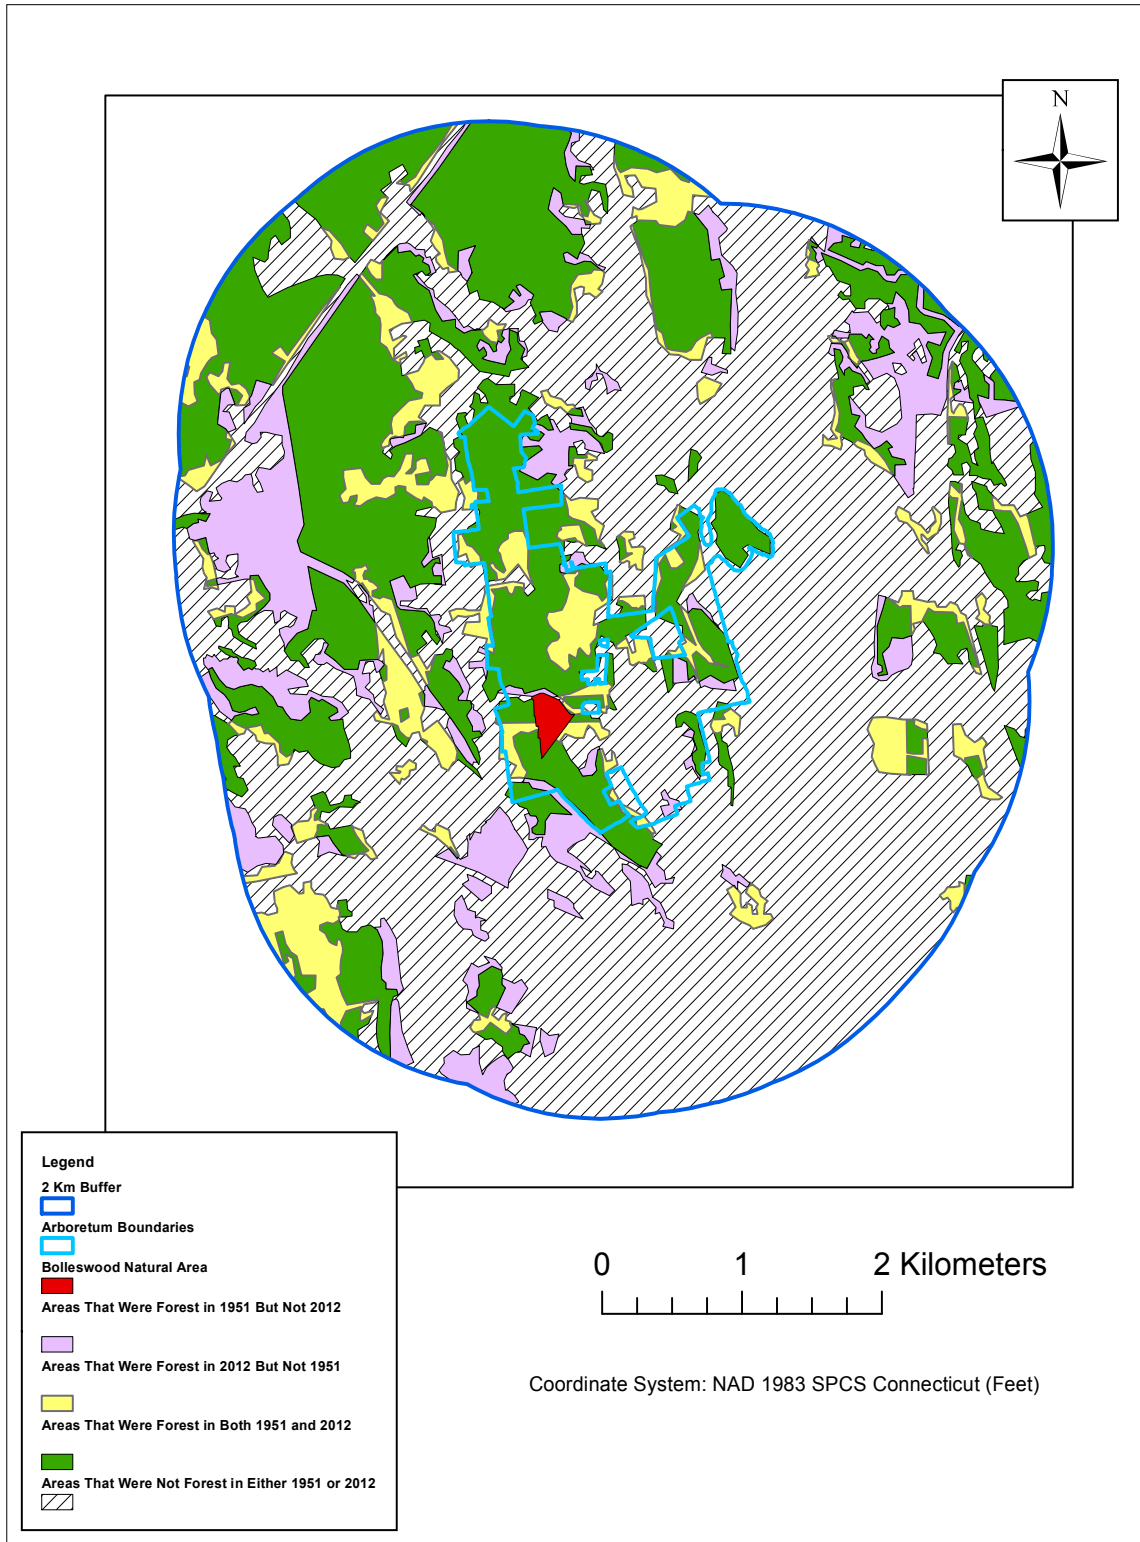 N
Legend
2 Km Buffer
Arboretum Boundaries
Bolleswood Natural Area
Areas That Were Forest in 1951 But Not 2012
Areas That Were Forest in 2012 But Not 1951
Areas That Were Forest in Both 1951 and 2012
Areas That Were Not Forest in Either 1951 or 2012
0 1 2 Kilometers
Coordinate System: NAD 1983 SPCS Connecticut (Feet)